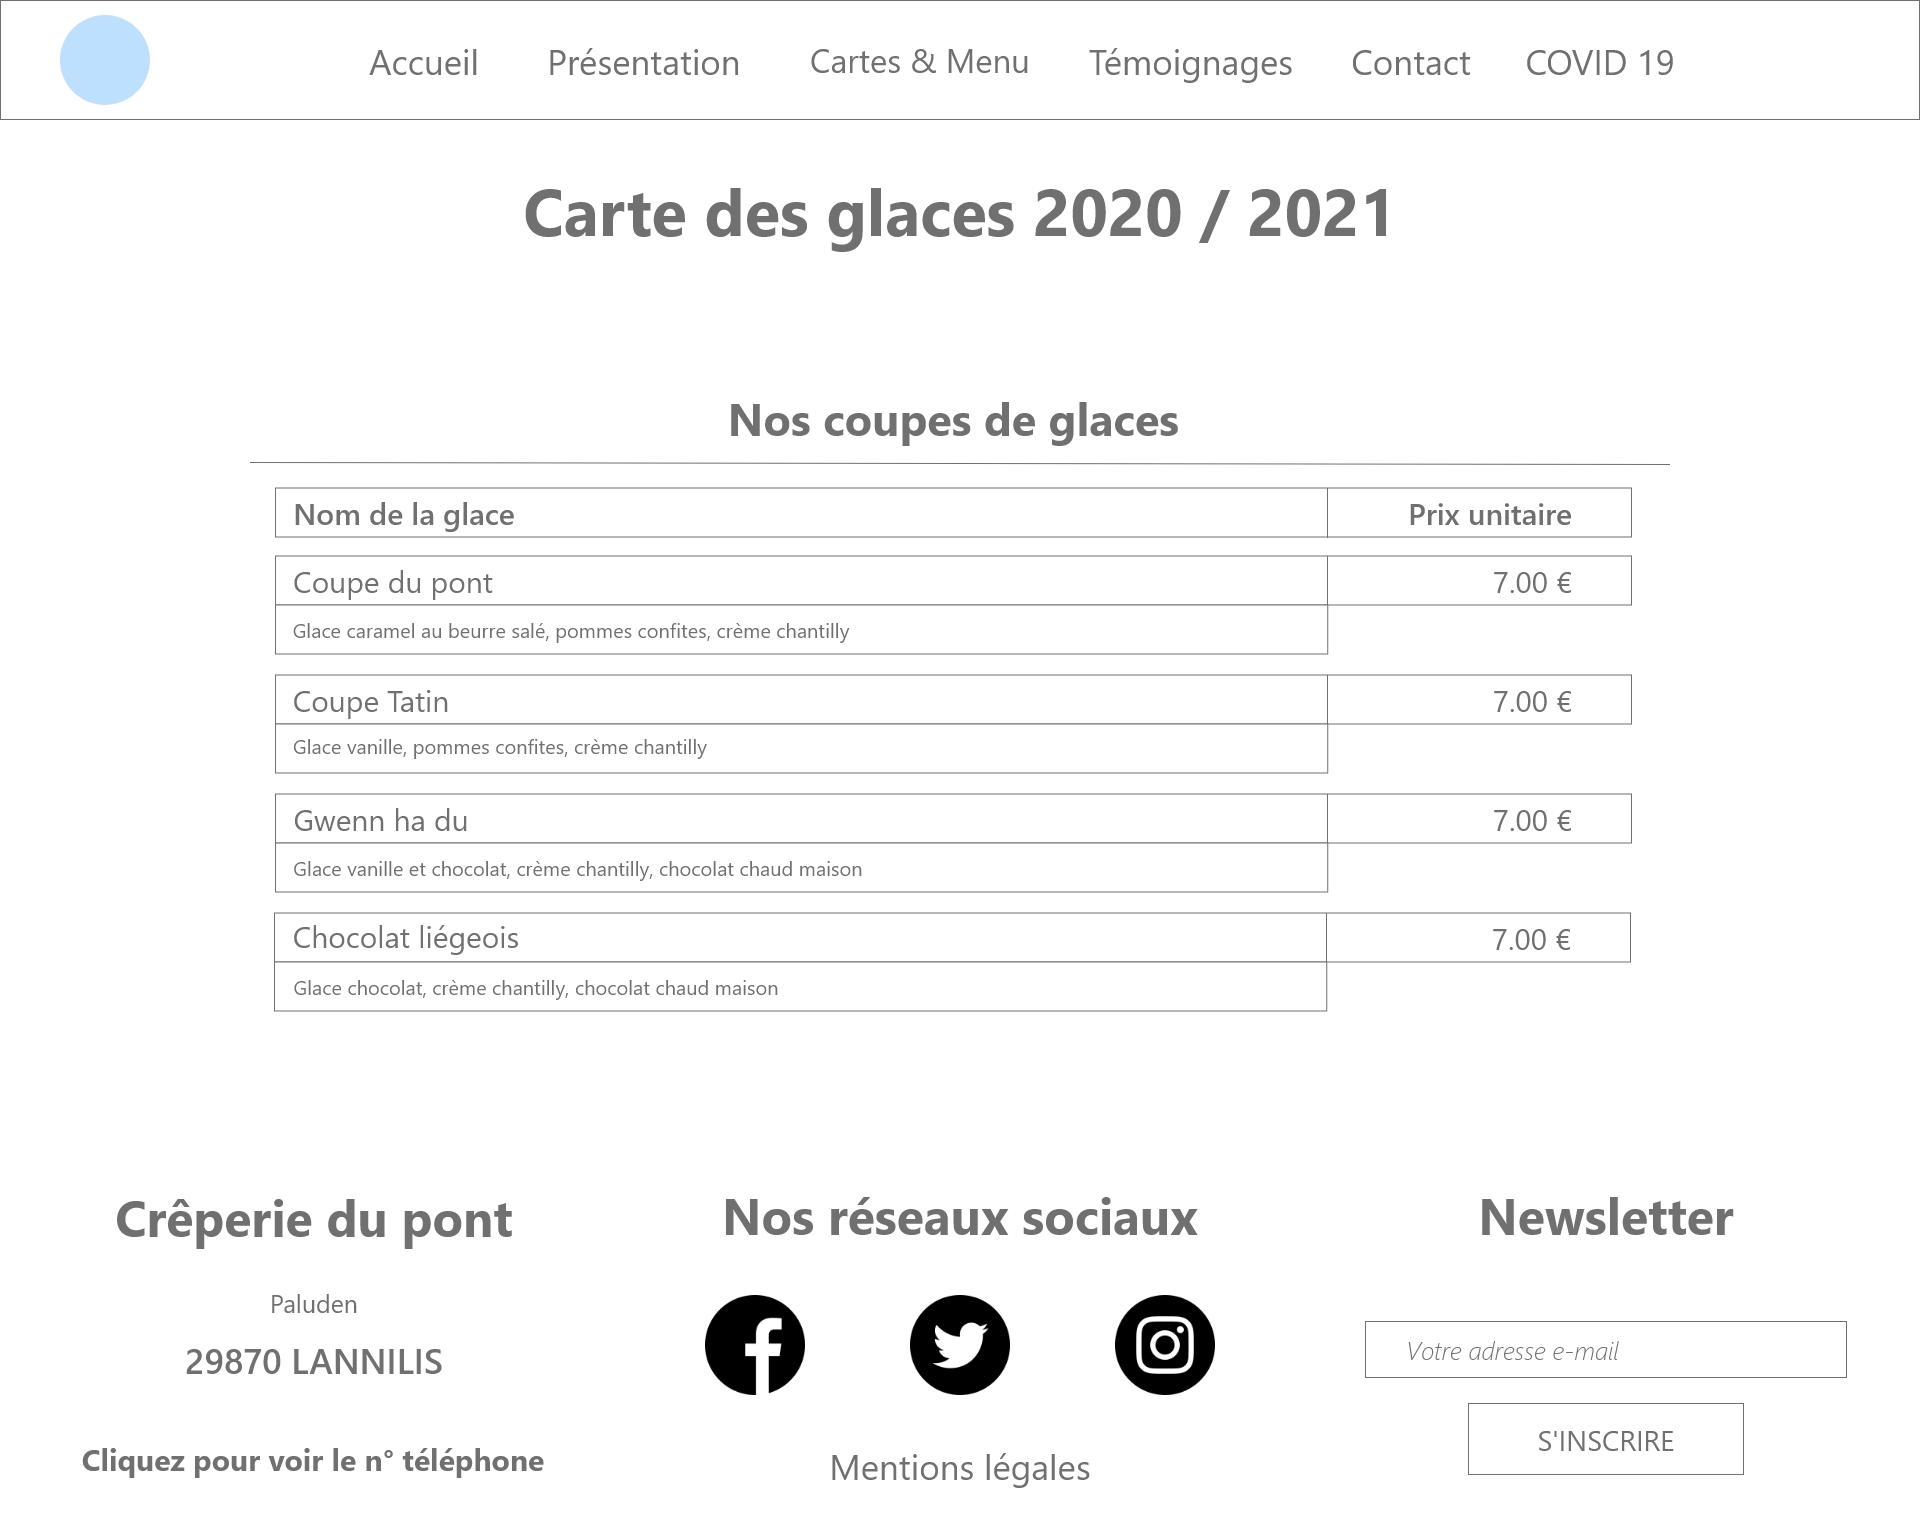 Accueil Présentation Cartes & Menu Témoignages Contact COVID 19
Carte des glaces 2020 / 2021
Nos coupes de glaces
Nom de la glace Prix unitaire
Coupe du pont 7.00 €
Glace caramel au beurre salé, pommes confites, crème chantilly
Coupe Tatin 7.00 €
Glace vanille, pommes confites, crème chantilly
Gwenn ha du 7.00 €
Glace vanille et chocolat, crème chantilly, chocolat chaud maison
Chocolat liégeois 7.00 €
Glace chocolat, crème chantilly, chocolat chaud maison
Crêperie du pont
Paluden
29870 LANNILIS
Cliquez pour voir le n° téléphone
Nos réseaux sociaux
Mentions légales
Newsletter
Votre adresse e-mail
S'INSCRIRE